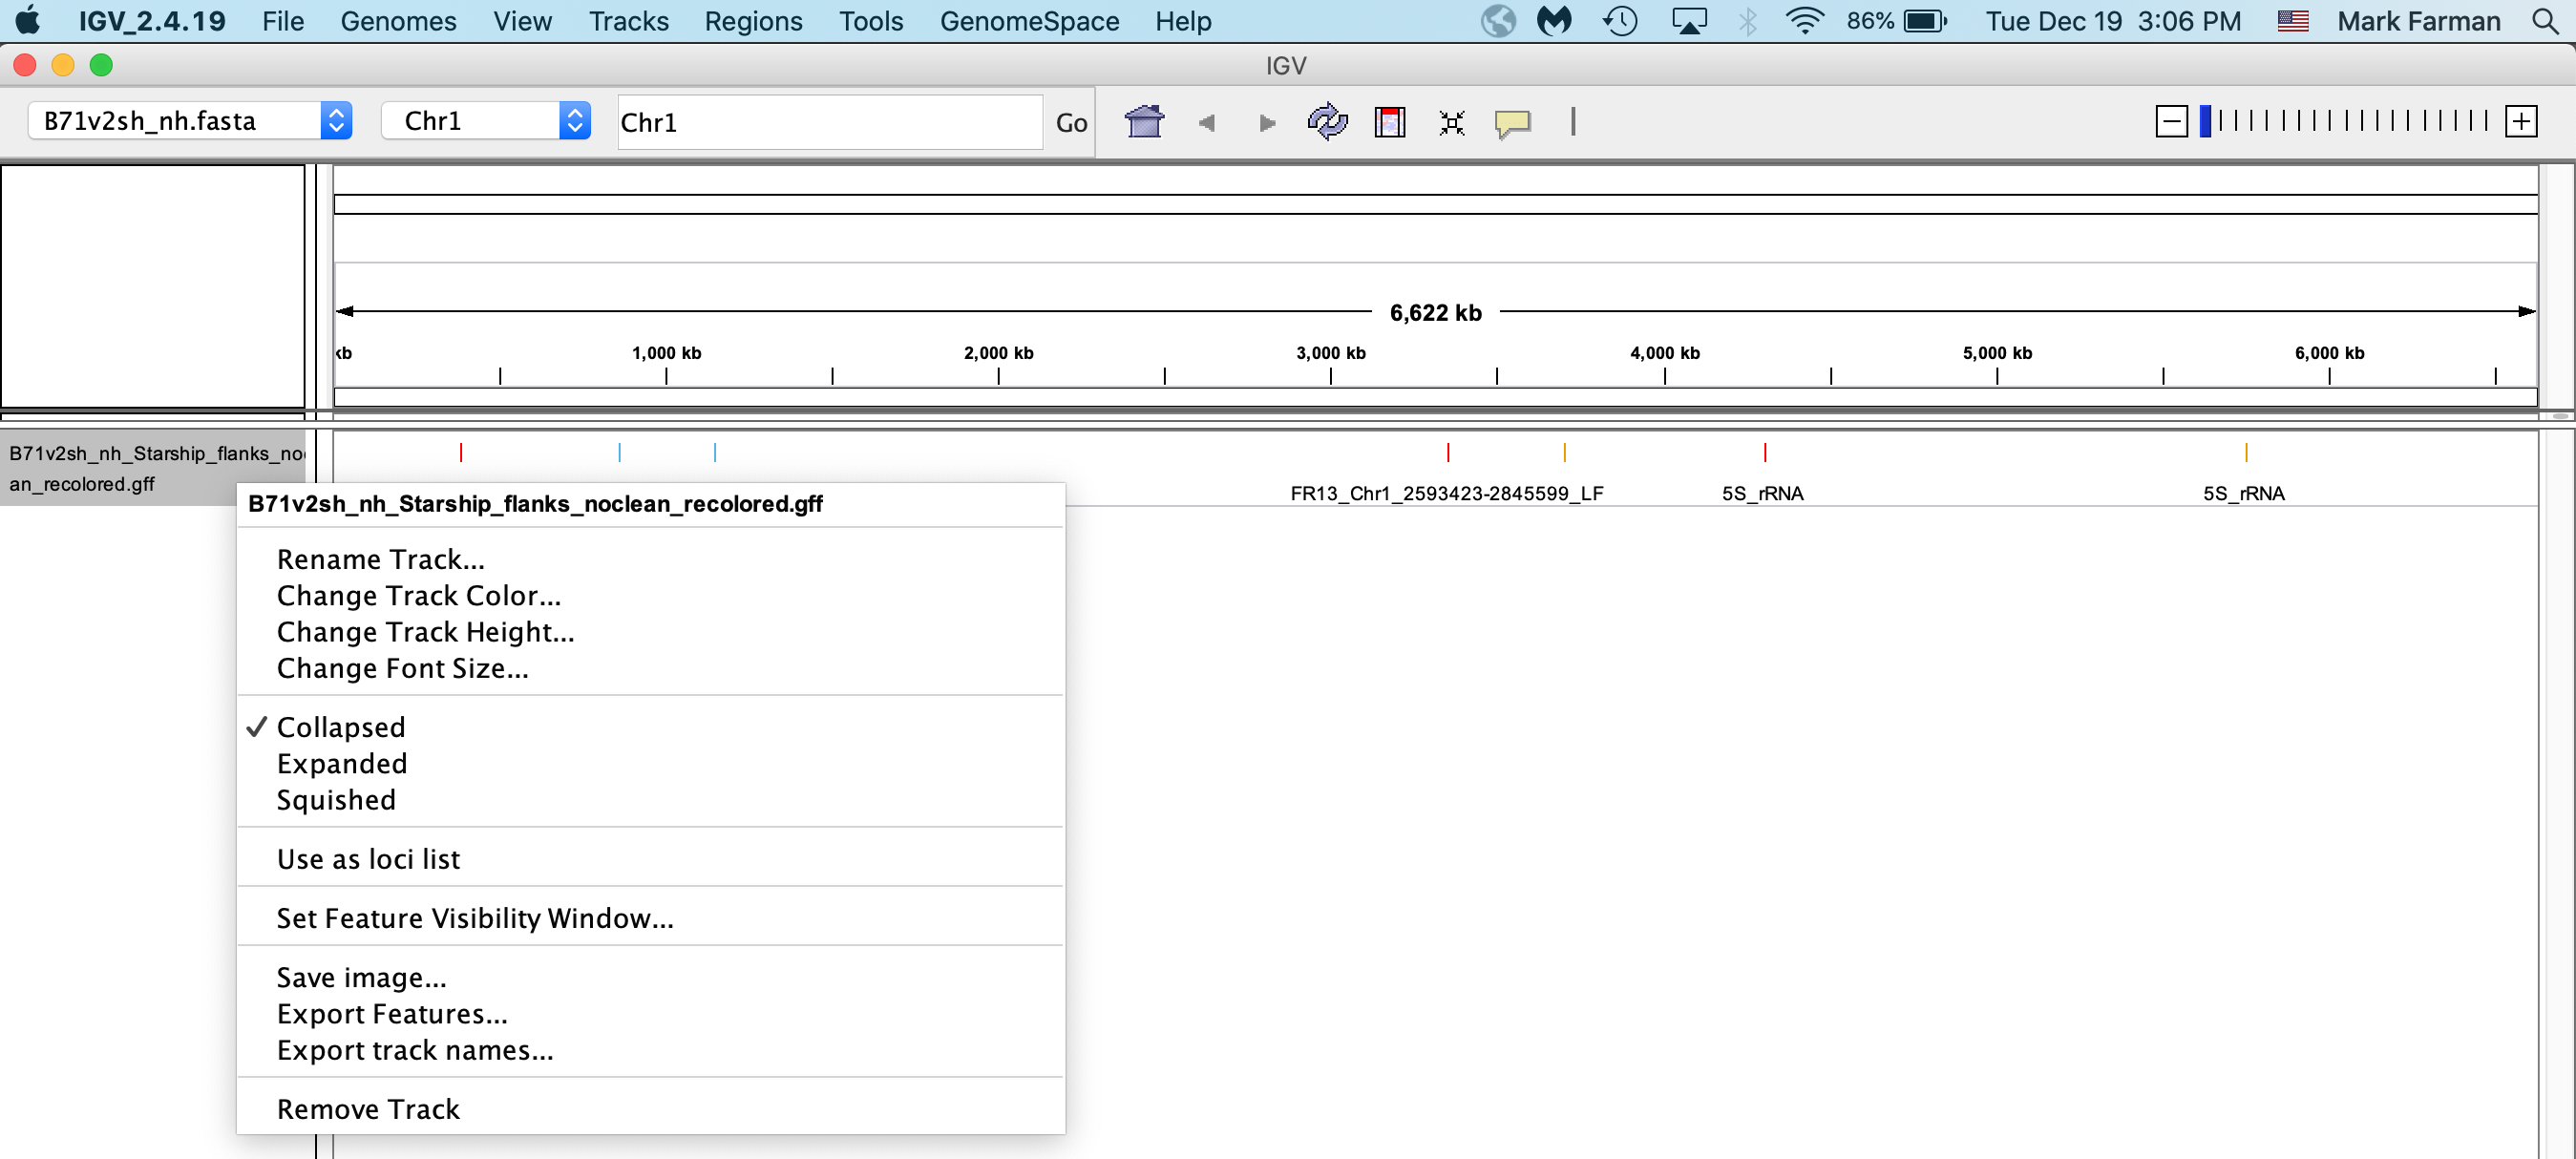 IGV_2.4.19 File Genomes View Tracks Regions Tools GenomeSpace Help 86% Tue Dec 19 3:06 PM Mark Farman
IGV
B71v2sh_nh.fasta Chr1 Chr1 Go
6,622 kb
kb 1,000 kb 2,000 kb 3,000 kb 4,000 kb 5,000 kb 6,000 kb
B71v2sh_nh_Starship_flanks_no
an_recolored.gff
FR13_Chr1_2593423-2845599_LF 5S_rRNA 5S_rRNA
B71v2sh_nh_Starship_flanks_noclean_recolored.gff
Rename Track...
Change Track Color...
Change Track Height...
Change Font Size...
✓ Collapsed
Expanded
Squished
Use as loci list
Set Feature Visibility Window...
Save image...
Export Features...
Export track names...
Remove Track